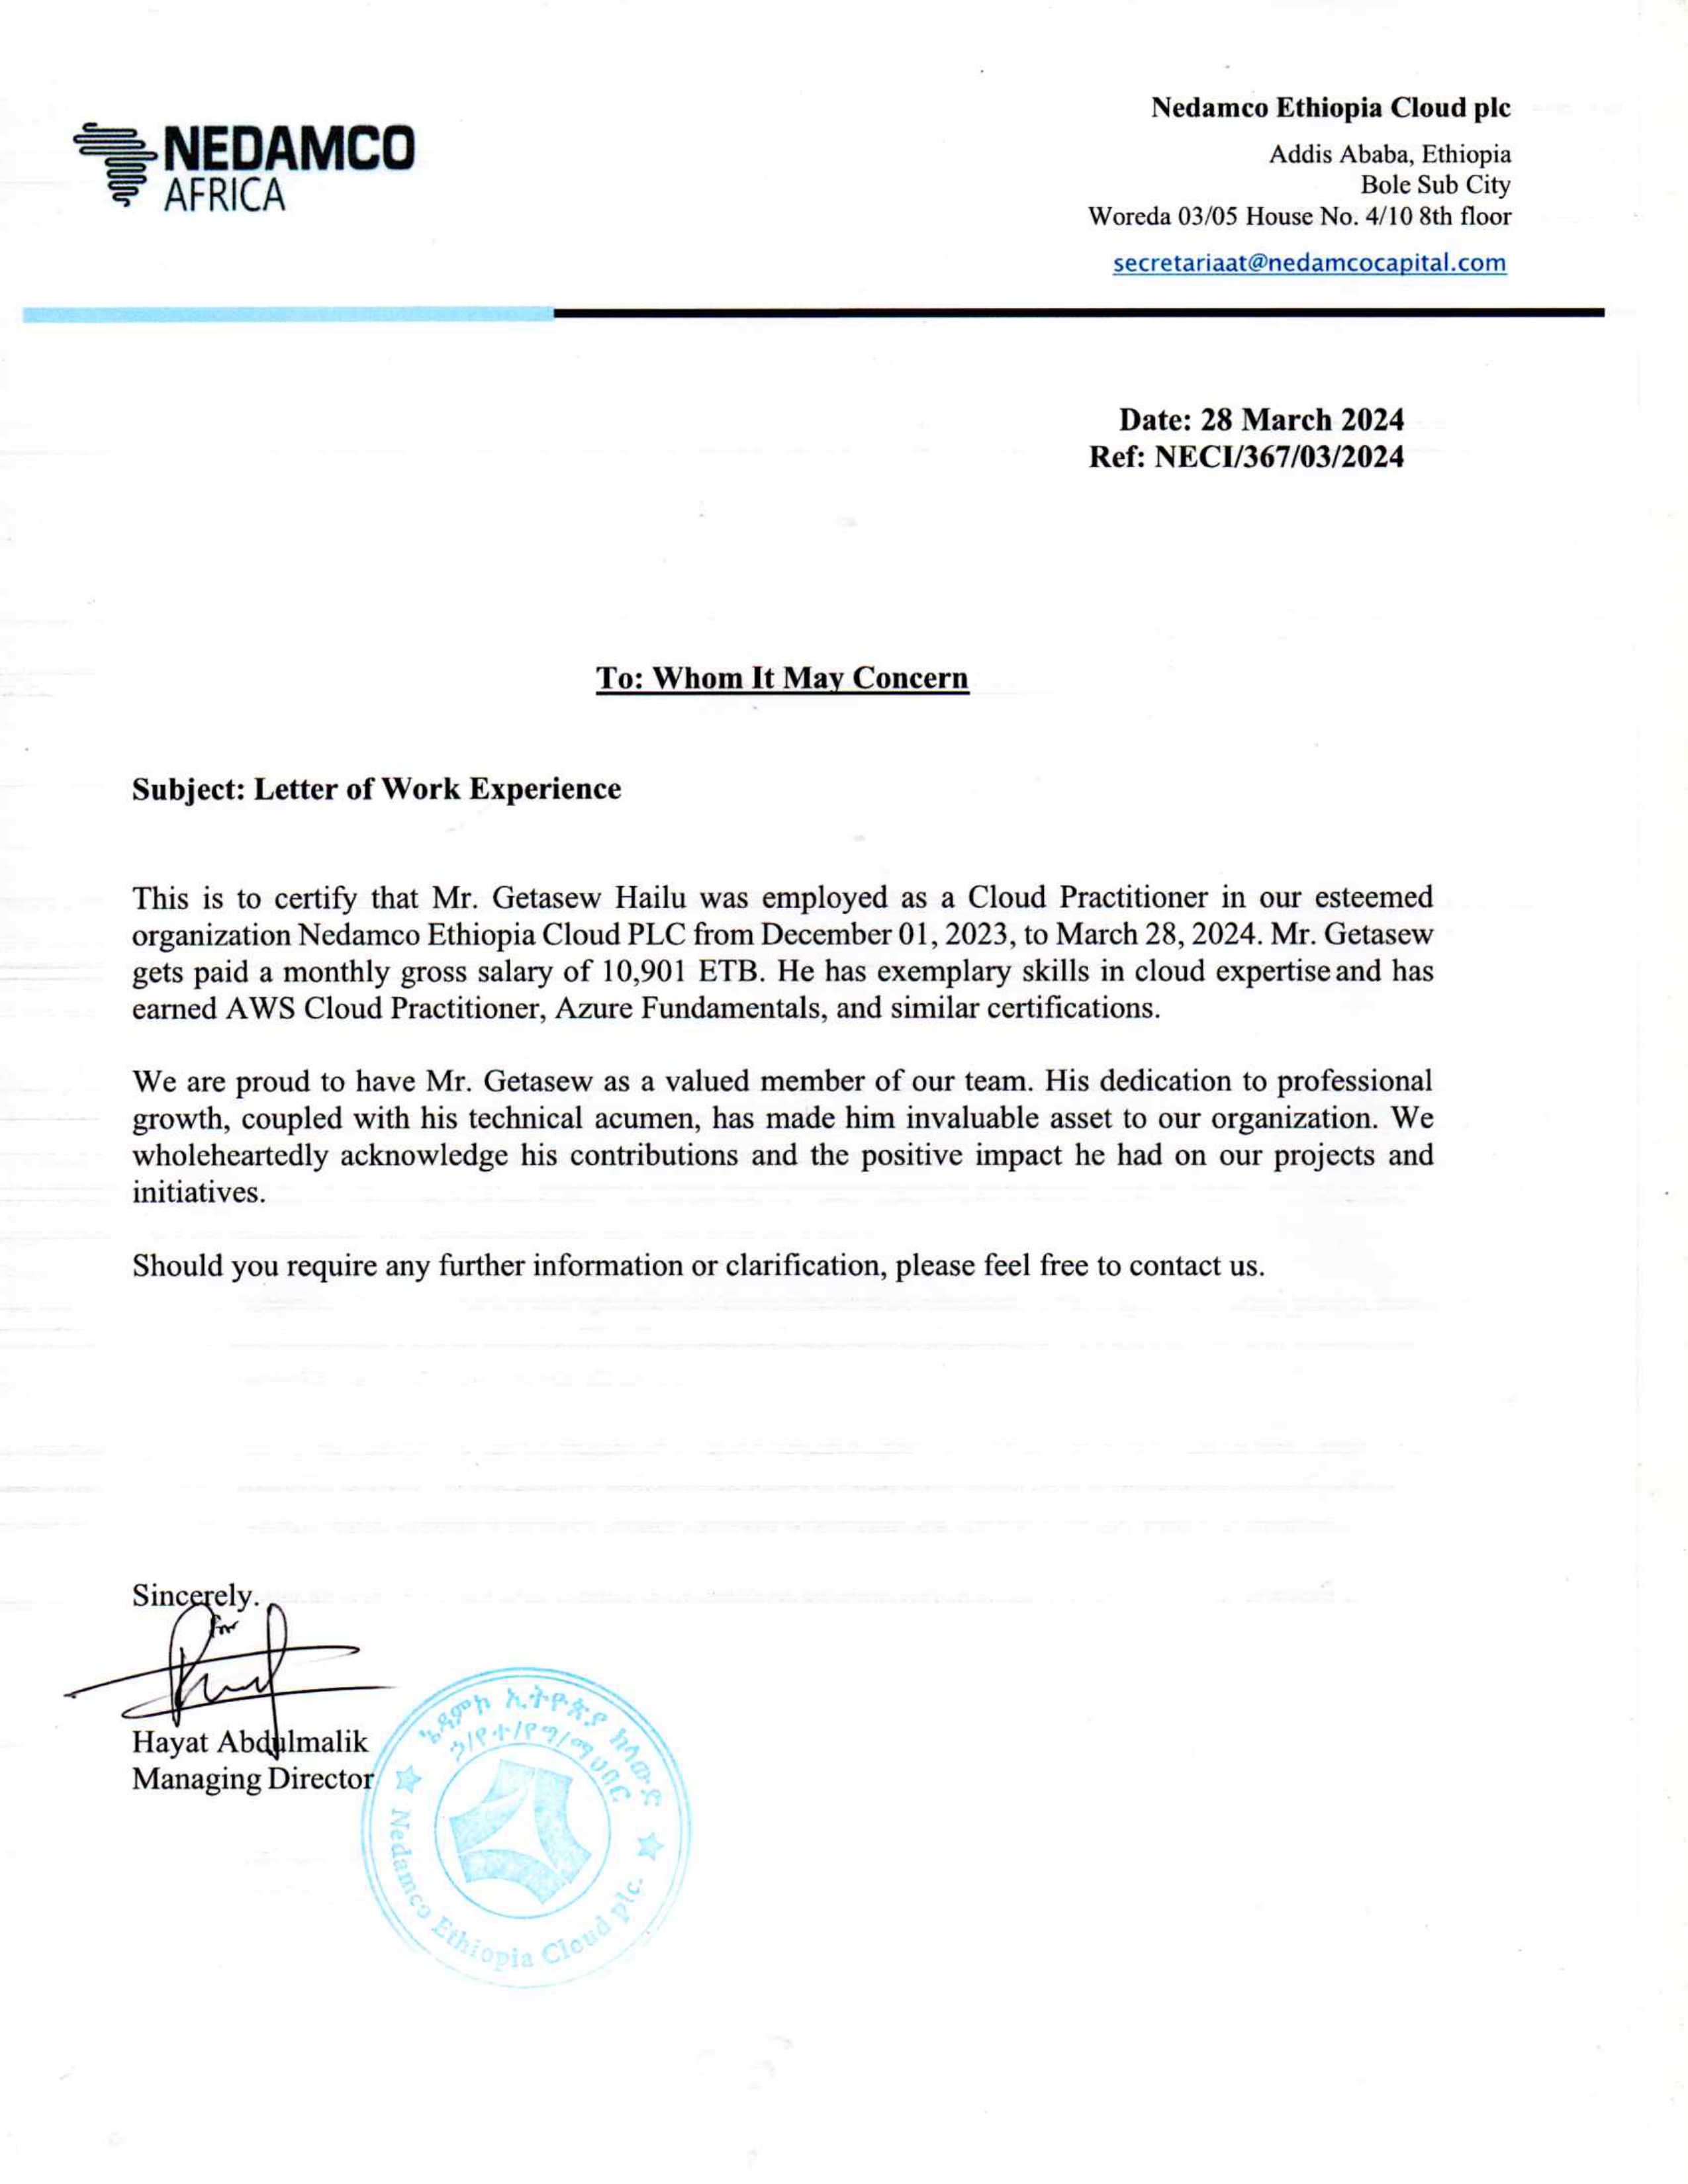 NEDAMCO
AFRICA
Nedamco Ethiopia Cloud plc
Addis Ababa, Ethiopia
Bole Sub City
Woreda 03/05 House No. 4/10 8th floor
secretariaat@nedamcocapital.com
Date: 28 March 2024
Ref: NECI/367/03/2024
To: Whom It May Concern
Subject: Letter of Work Experience
This is to certify that Mr. Getasew Hailu was employed as a Cloud Practitioner in our esteemed
organization Nedamco Ethiopia Cloud PLC from December 01, 2023, to March 28, 2024. Mr. Getasew
gets paid a monthly gross salary of 10,901 ETB. He has exemplary skills in cloud expertise and has
earned AWS Cloud Practitioner, Azure Fundamentals, and similar certifications.
We are proud to have Mr. Getasew as a valued member of our team. His dedication to professional
growth, coupled with his technical acumen, has made him invaluable asset to our organization. We
wholeheartedly acknowledge his contributions and the positive impact he had on our projects and
initiatives.
Should you require any further information or clarification, please feel free to contact us.
Sincerely.
for
Hayat Abdulmalik
Managing Director
ኔዳምኮ ኢትዮጵያ ክላውድ
ኃ/የተ/የግ/ማህበር
Nedamco Ethiopia Cloud plc.